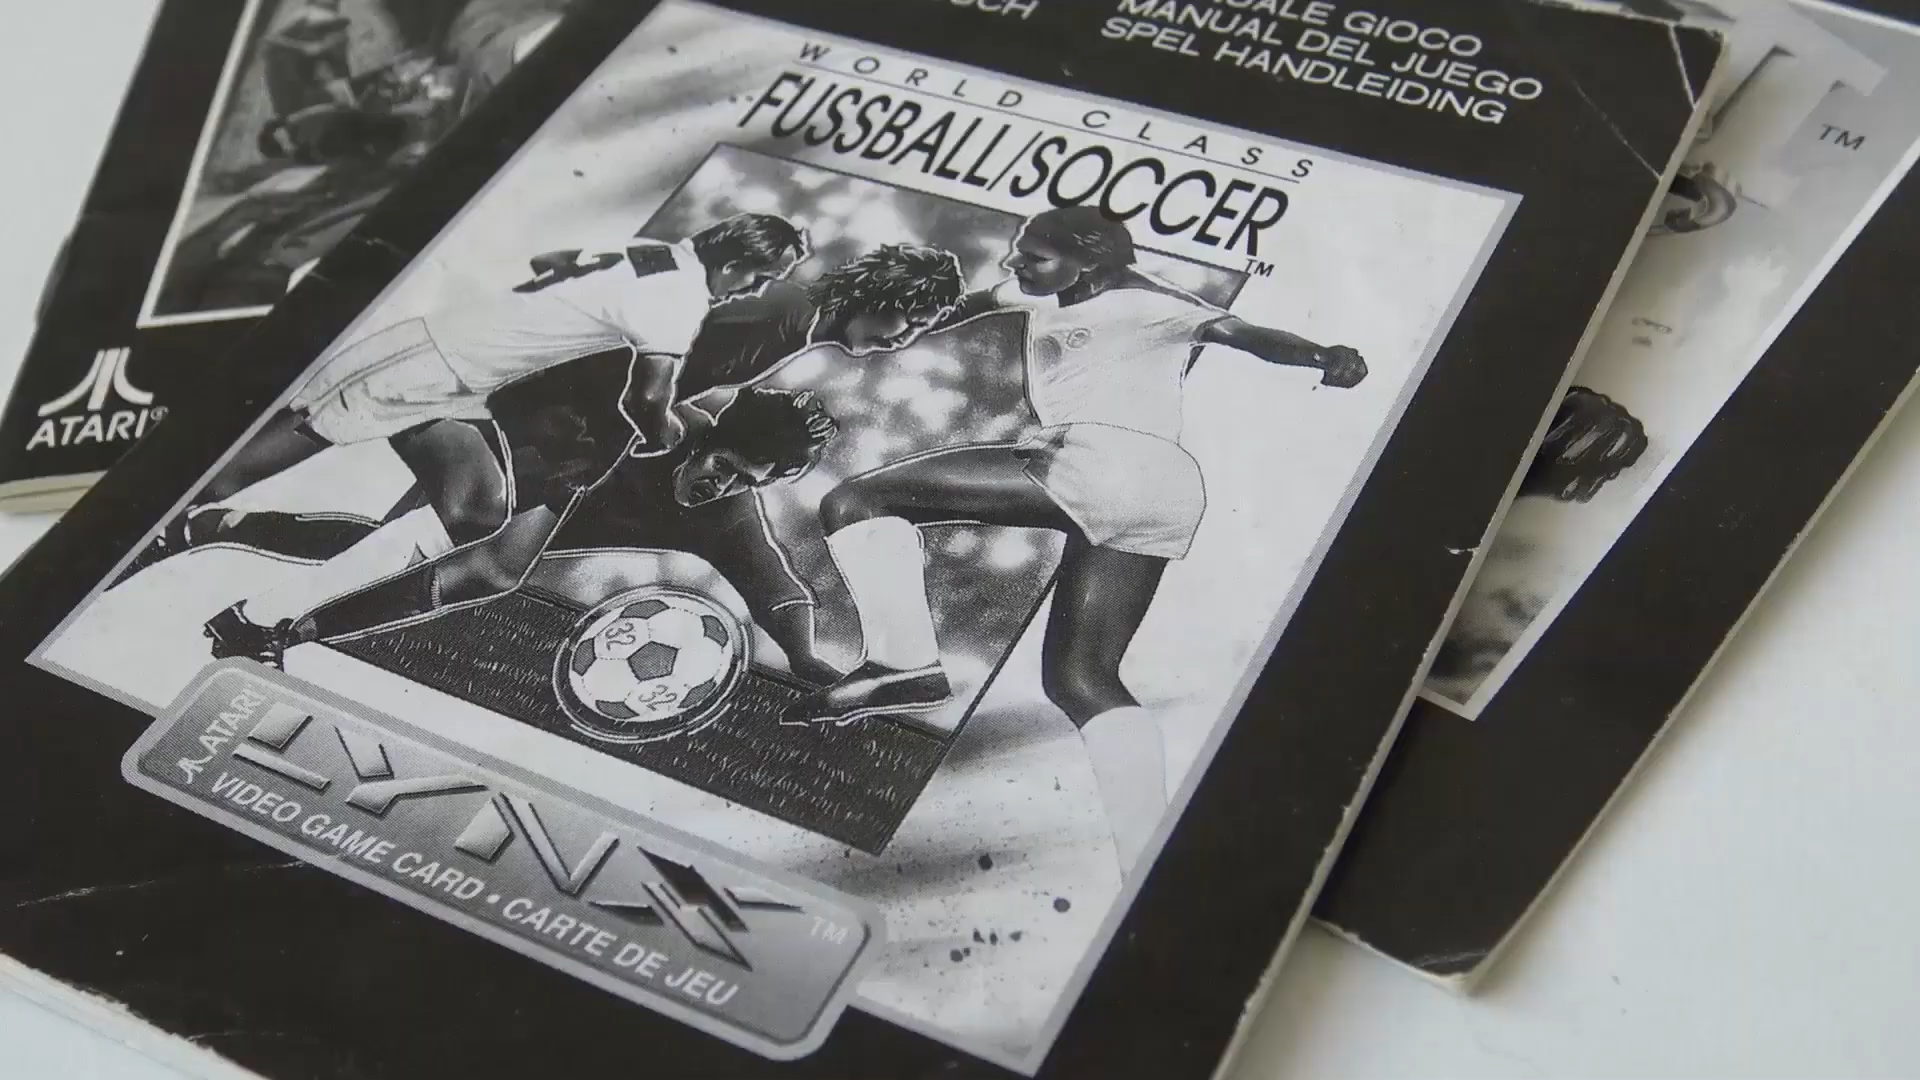 GIOCO
MANUAL DEL JUEGO
SPEL HANDLEIDING
WORLD CLASS
FUSSBALL/SOCCER
TM
ATARI®
32
32
ATARI
LYNX
TM
VIDEO GAME CARD • CARTE DE JEU
TM